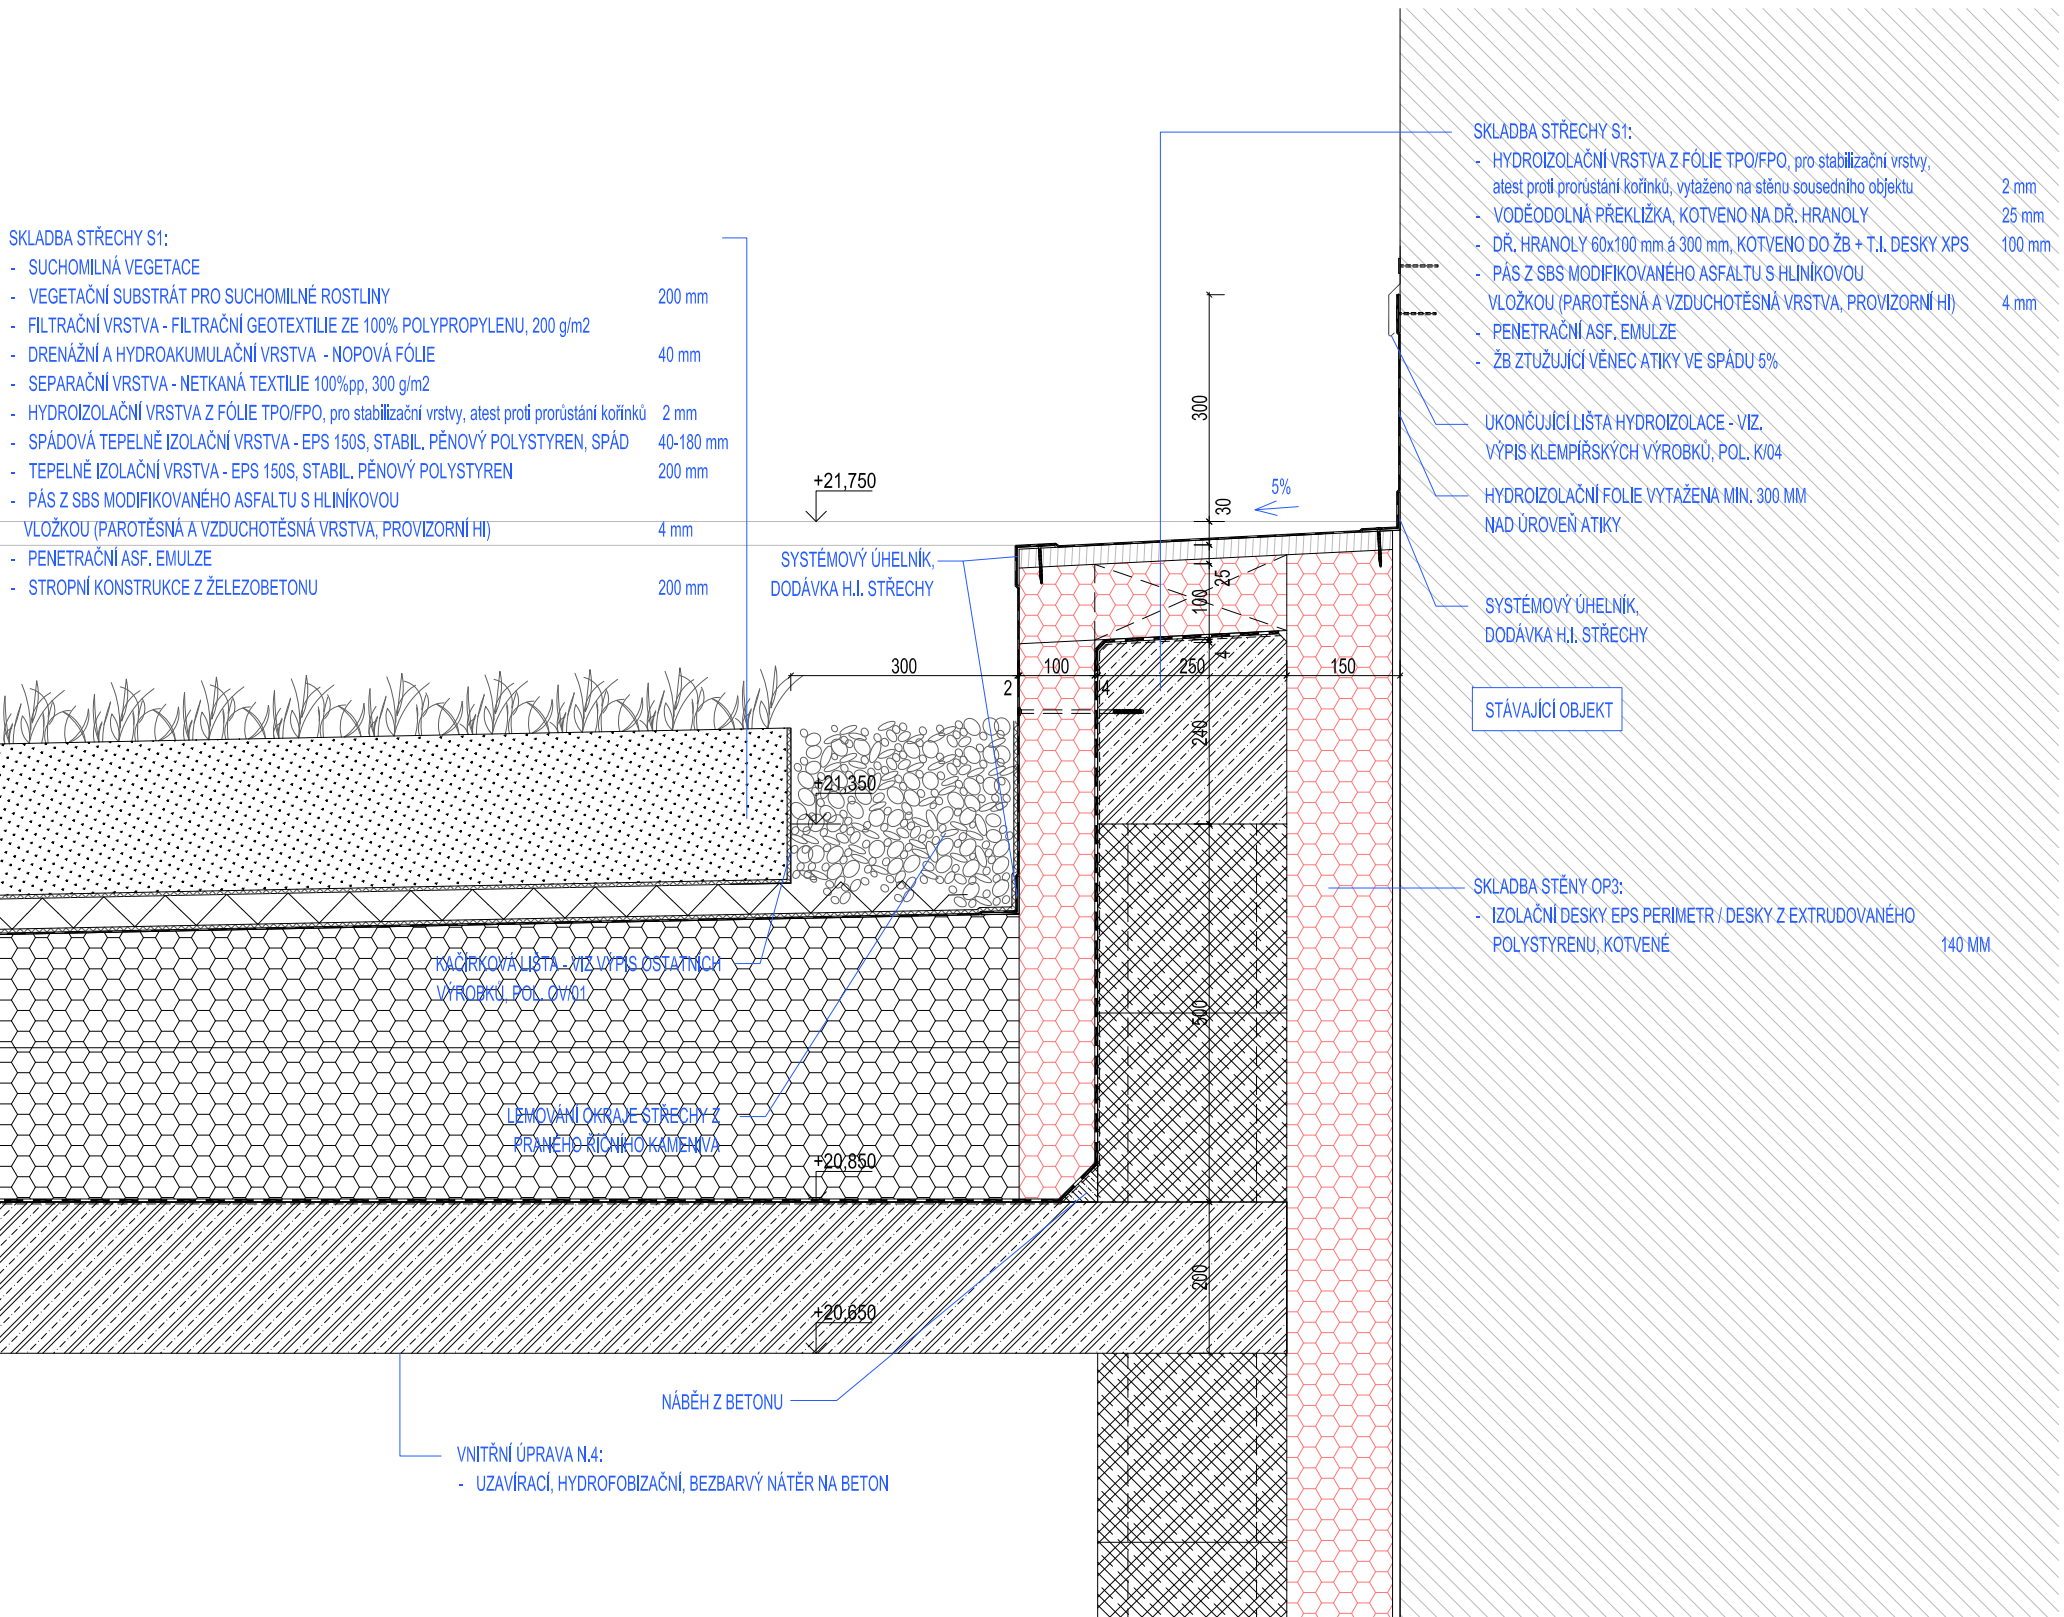 SKLADBA STŘECHY S1:
- SUCHOMILNÁ VEGETACE
- VEGETAČNÍ SUBSTRÁT PRO SUCHOMILNÉ ROSTLINY 200 mm
- FILTRAČNÍ VRSTVA - FILTRAČNÍ GEOTEXTILIE ZE 100% POLYPROPYLENU, 200 g/m2
- DRENÁŽNÍ A HYDROAKUMULAČNÍ VRSTVA - NOPOVÁ FÓLIE 40 mm
- SEPARAČNÍ VRSTVA - NETKANÁ TEXTILIE 100%pp, 300 g/m2
- HYDROIZOLAČNÍ VRSTVA Z FÓLIE TPO/FPO, pro stabilizační vrstvy, atest proti prorůstání kořínků 2 mm
- SPÁDOVÁ TEPELNĚ IZOLAČNÍ VRSTVA - EPS 150S, STABIL. PĚNOVÝ POLYSTYREN, SPÁD 40-180 mm
- TEPELNĚ IZOLAČNÍ VRSTVA - EPS 150S, STABIL. PĚNOVÝ POLYSTYREN 200 mm
- PÁS Z SBS MODIFIKOVANÉHO ASFALTU S HLINÍKOVOU
VLOŽKOU (PAROTĚSNÁ A VZDUCHOTĚSNÁ VRSTVA, PROVIZORNÍ HI) 4 mm
- PENETRAČNÍ ASF. EMULZE
- STROPNÍ KONSTRUKCE Z ŽELEZOBETONU 200 mm
SKLADBA STŘECHY S1:
- HYDROIZOLAČNÍ VRSTVA Z FÓLIE TPO/FPO, pro stabilizační vrstvy,
atest proti prorůstání kořínků, vytaženo na stěnu sousedního objektu 2 mm
- VODĚODOLNÁ PŘEKLIŽKA, KOTVENO NA DŘ. HRANOLY 25 mm
- DŘ. HRANOLY 60x100 mm á 300 mm, KOTVENO DO ŽB + T.I. DESKY XPS 100 mm
- PÁS Z SBS MODIFIKOVANÉHO ASFALTU S HLINÍKOVOU
VLOŽKOU (PAROTĚSNÁ A VZDUCHOTĚSNÁ VRSTVA, PROVIZORNÍ HI) 4 mm
- PENETRAČNÍ ASF. EMULZE
- ŽB ZTUŽUJÍCÍ VĚNEC ATIKY VE SPÁDU 5%
UKONČUJÍCÍ LIŠTA HYDROIZOLACE - VIZ.
VÝPIS KLEMPÍŘSKÝCH VÝROBKŮ, POL. K/04
HYDROIZOLAČNÍ FOLIE VYTAŽENA MIN. 300 MM
NAD ÚROVEŇ ATIKY
SYSTÉMOVÝ ÚHELNÍK,
DODÁVKA H.I. STŘECHY
STÁVAJÍCÍ OBJEKT
SKLADBA STĚNY OP3:
- IZOLAČNÍ DESKY EPS PERIMETR / DESKY Z EXTRUDOVANÉHO
POLYSTYRENU, KOTVENÉ 140 MM
+21,750
5%
300
30
SYSTÉMOVÝ ÚHELNÍK,
DODÁVKA H.I. STŘECHY
25
100
4
300
100
250
150
2
4
240
+21,350
500
KAČÍRKOVÁ LIŠTA - VIZ VÝPIS OSTATNÍCH
VÝROBKŮ, POL. OV/01
LEMOVÁNÍ OKRAJE STŘECHY Z
PRANÉHO ŘÍČNÍHO KAMENIVA
+20,850
200
+20,650
NÁBĚH Z BETONU
VNITŘNÍ ÚPRAVA N.4:
- UZAVÍRACÍ, HYDROFOBIZAČNÍ, BEZBARVÝ NÁTĚR NA BETON